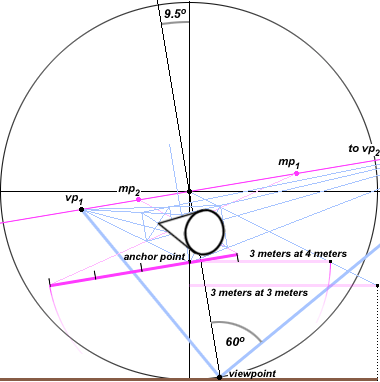 9.5º
to vp2
mp1
mp2
vp1
anchor point
3 meters at 4 meters
3 meters at 3 meters
60º
viewpoint